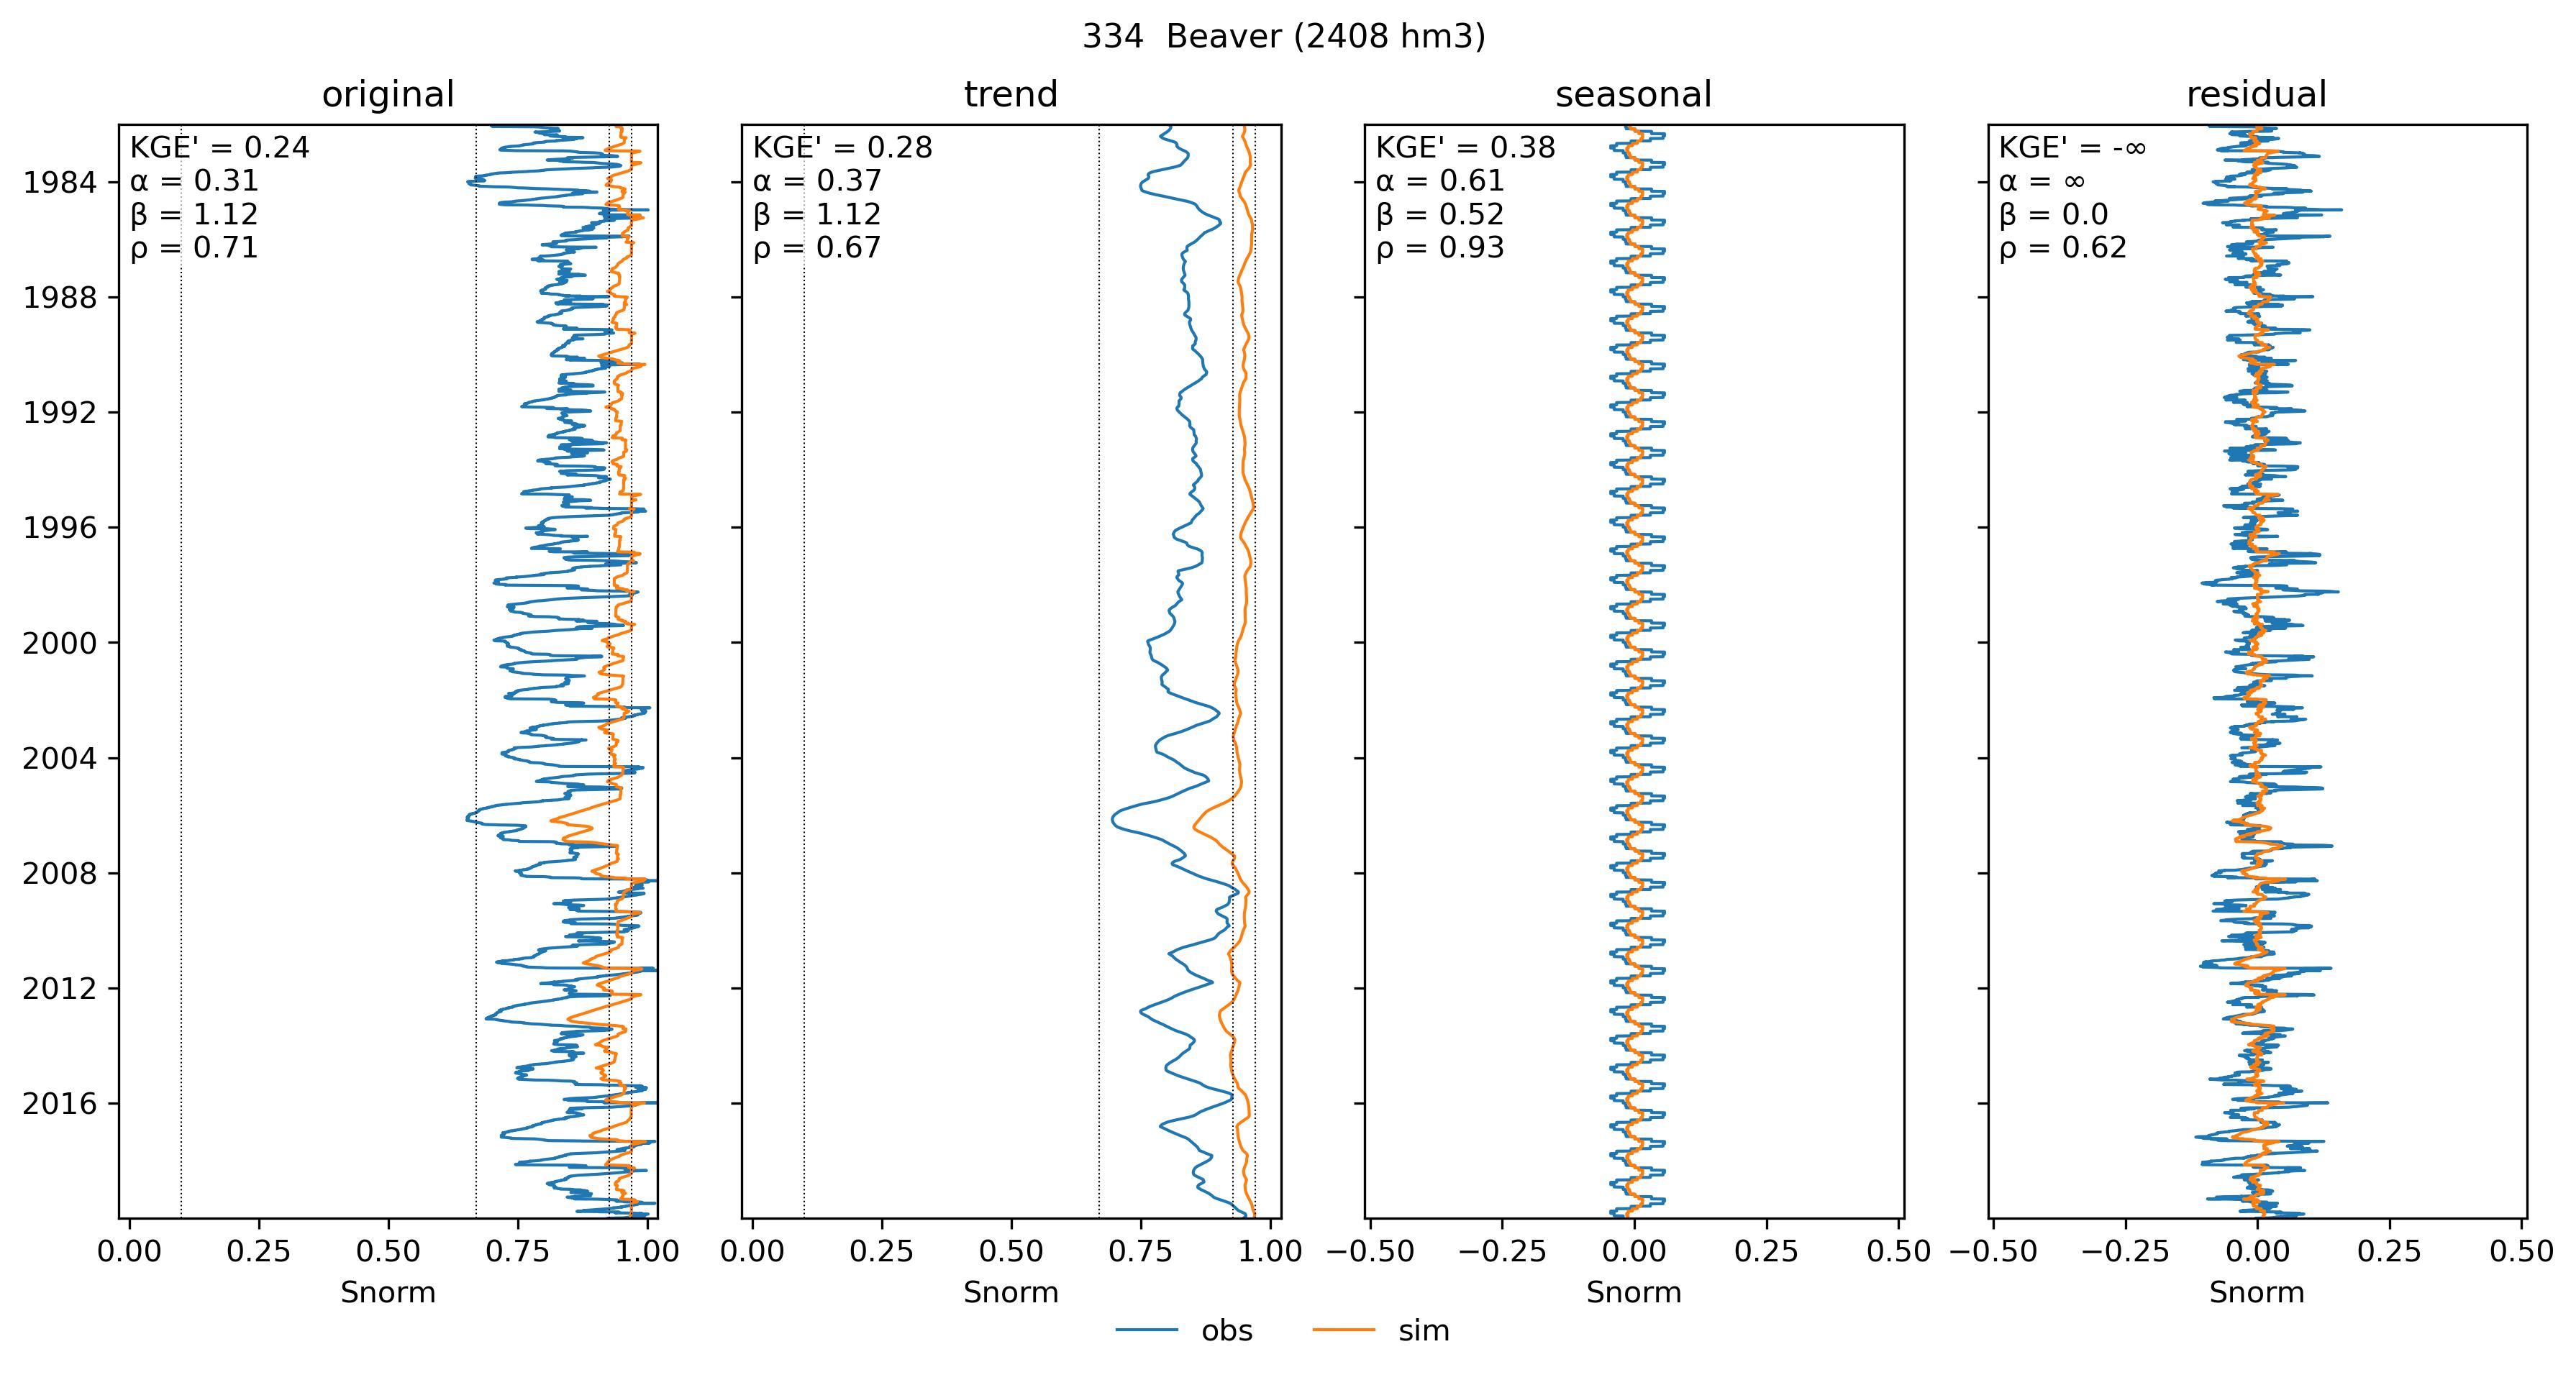 334  Beaver (2408 hm3)
original
trend
seasonal
residual
KGE' = 0.24
α = 0.31
β = 1.12
ρ = 0.71
KGE' = 0.28
α = 0.37
β = 1.12
ρ = 0.67
KGE' = 0.38
α = 0.61
β = 0.52
ρ = 0.93
KGE' = -∞
α = ∞
β = 0.0
ρ = 0.62
1984
1988
1992
1996
2000
2004
2008
2012
2016
0.00 0.25 0.50 0.75 1.00
0.00 0.25 0.50 0.75 1.00
−0.50 −0.25 0.00 0.25 0.50
−0.50 −0.25 0.00 0.25 0.50
Snorm
Snorm
Snorm
Snorm
obs
sim